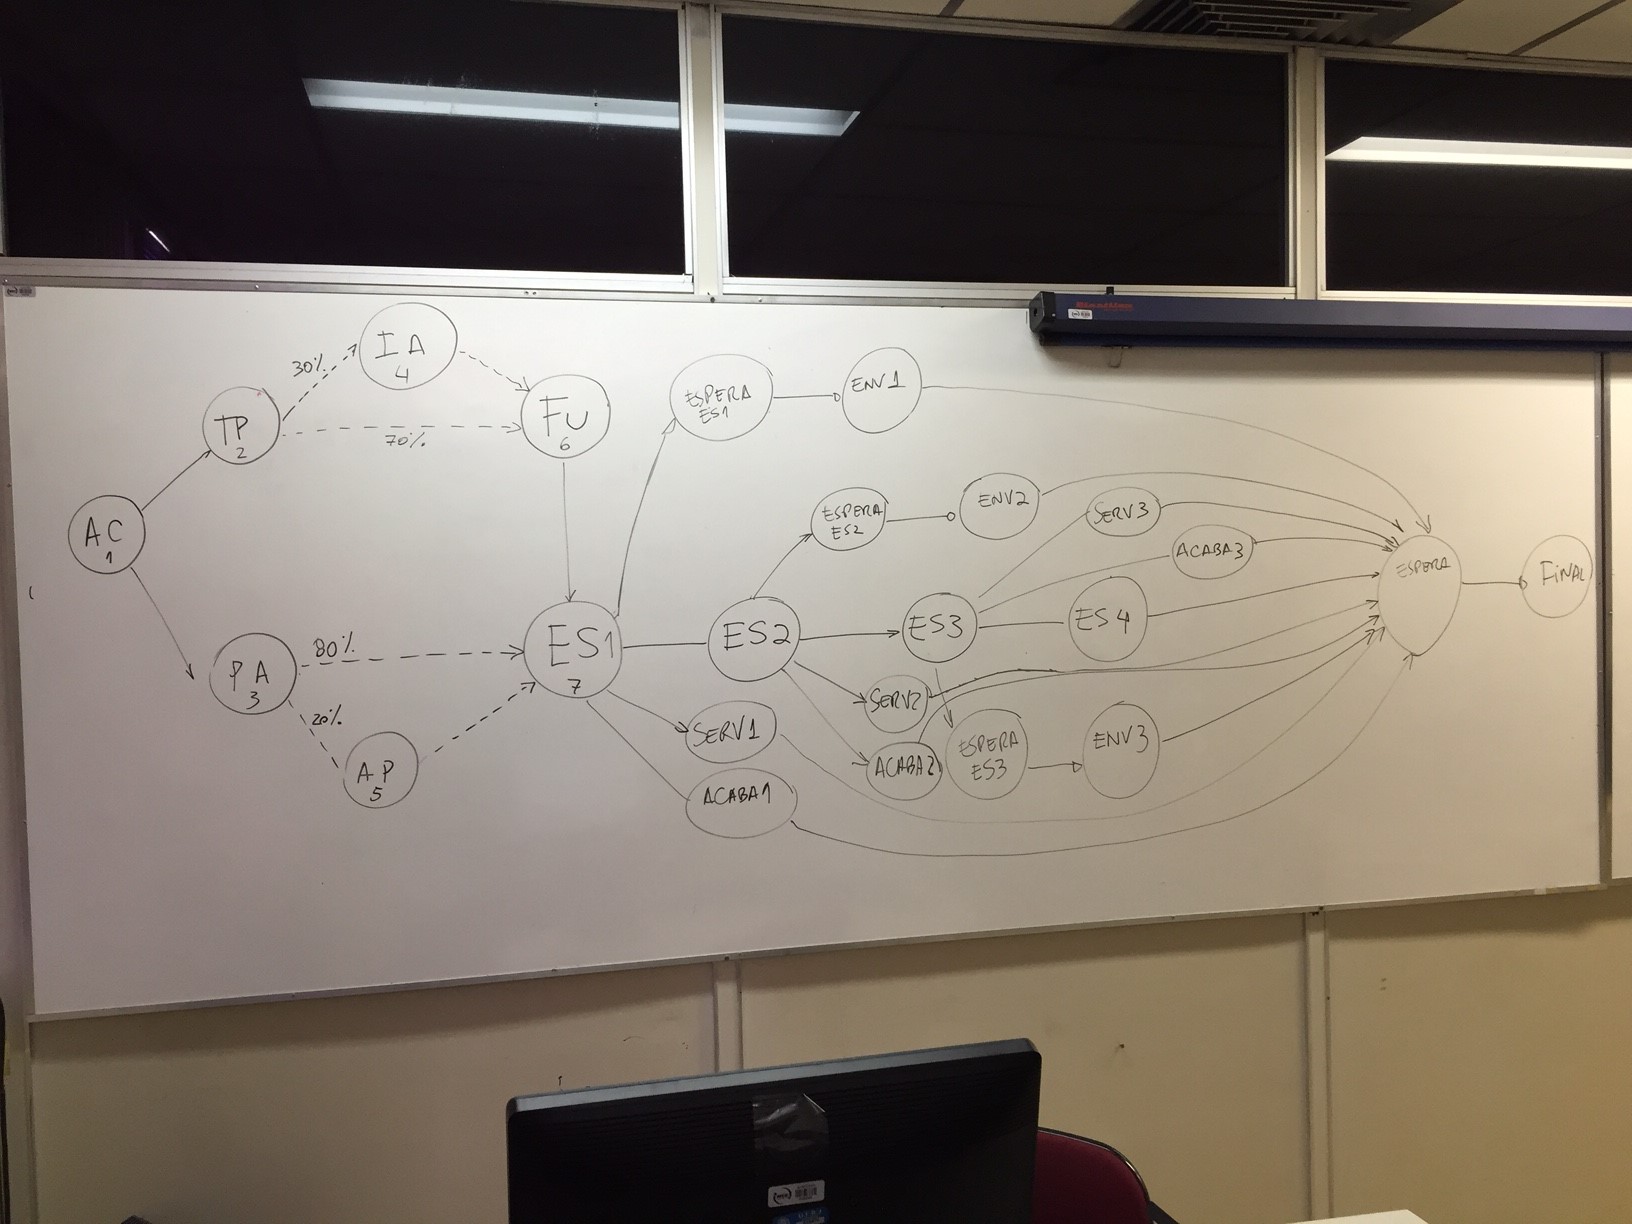 IA
4
30%
TP
2
70%
FU
6
AC
1
80%
PA
3
20%
AP
5
ES1
7
ESPERA
ES1
ENV1
ESPERA
ES2
ENV2
SERV3
ACABA3
ES2
ES3
ES4
SERV2
SERV1
ACABA2
ESPERA
ES3
ENV3
ACABA1
ESPERA
FINAL